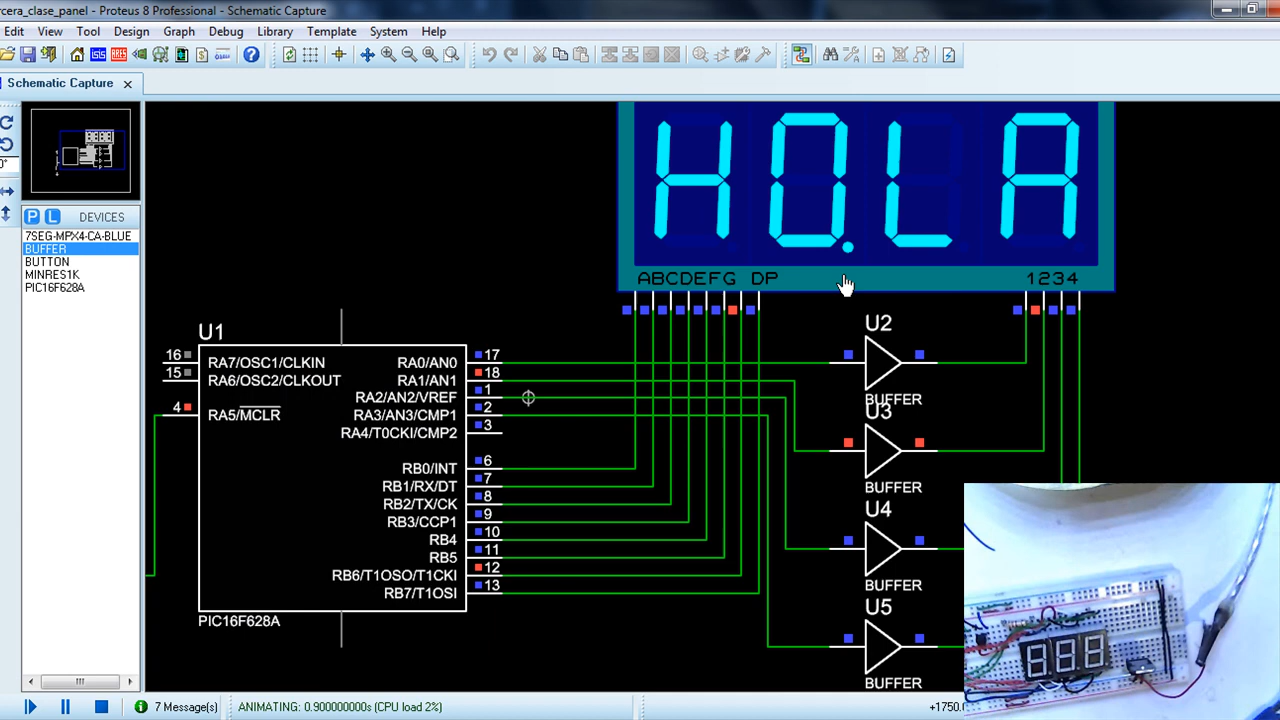 rcera_clase_panel - Proteus 8 Professional - Schematic Capture
Edit View Tool Design Graph Debug Library Template System Help
Schematic Capture
HO.LA
ABCDEFG DP 1234
P L DEVICES
7SEG-MPX4-CA-BLUE
BUFFER
BUTTON
MINRES1K
PIC16F628A
U1
16 RA7/OSC1/CLKIN RA0/AN0 17
15 RA6/OSC2/CLKOUT RA1/AN1 18
RA2/AN2/VREF 1
4 RA5/MCLR RA3/AN3/CMP1 2
RA4/T0CKI/CMP2 3
RB0/INT 6
RB1/RX/DT 7
RB2/TX/CK 8
RB3/CCP1 9
RB4 10
RB5 11
RB6/T1OSO/T1CKI 12
RB7/T1OSI 13
PIC16F628A
U2
BUFFER
U3
BUFFER
U4
BUFFER
U5
BUFFER
7 Message(s) ANIMATING: 0.900000000s (CPU load 2%) +1750.0